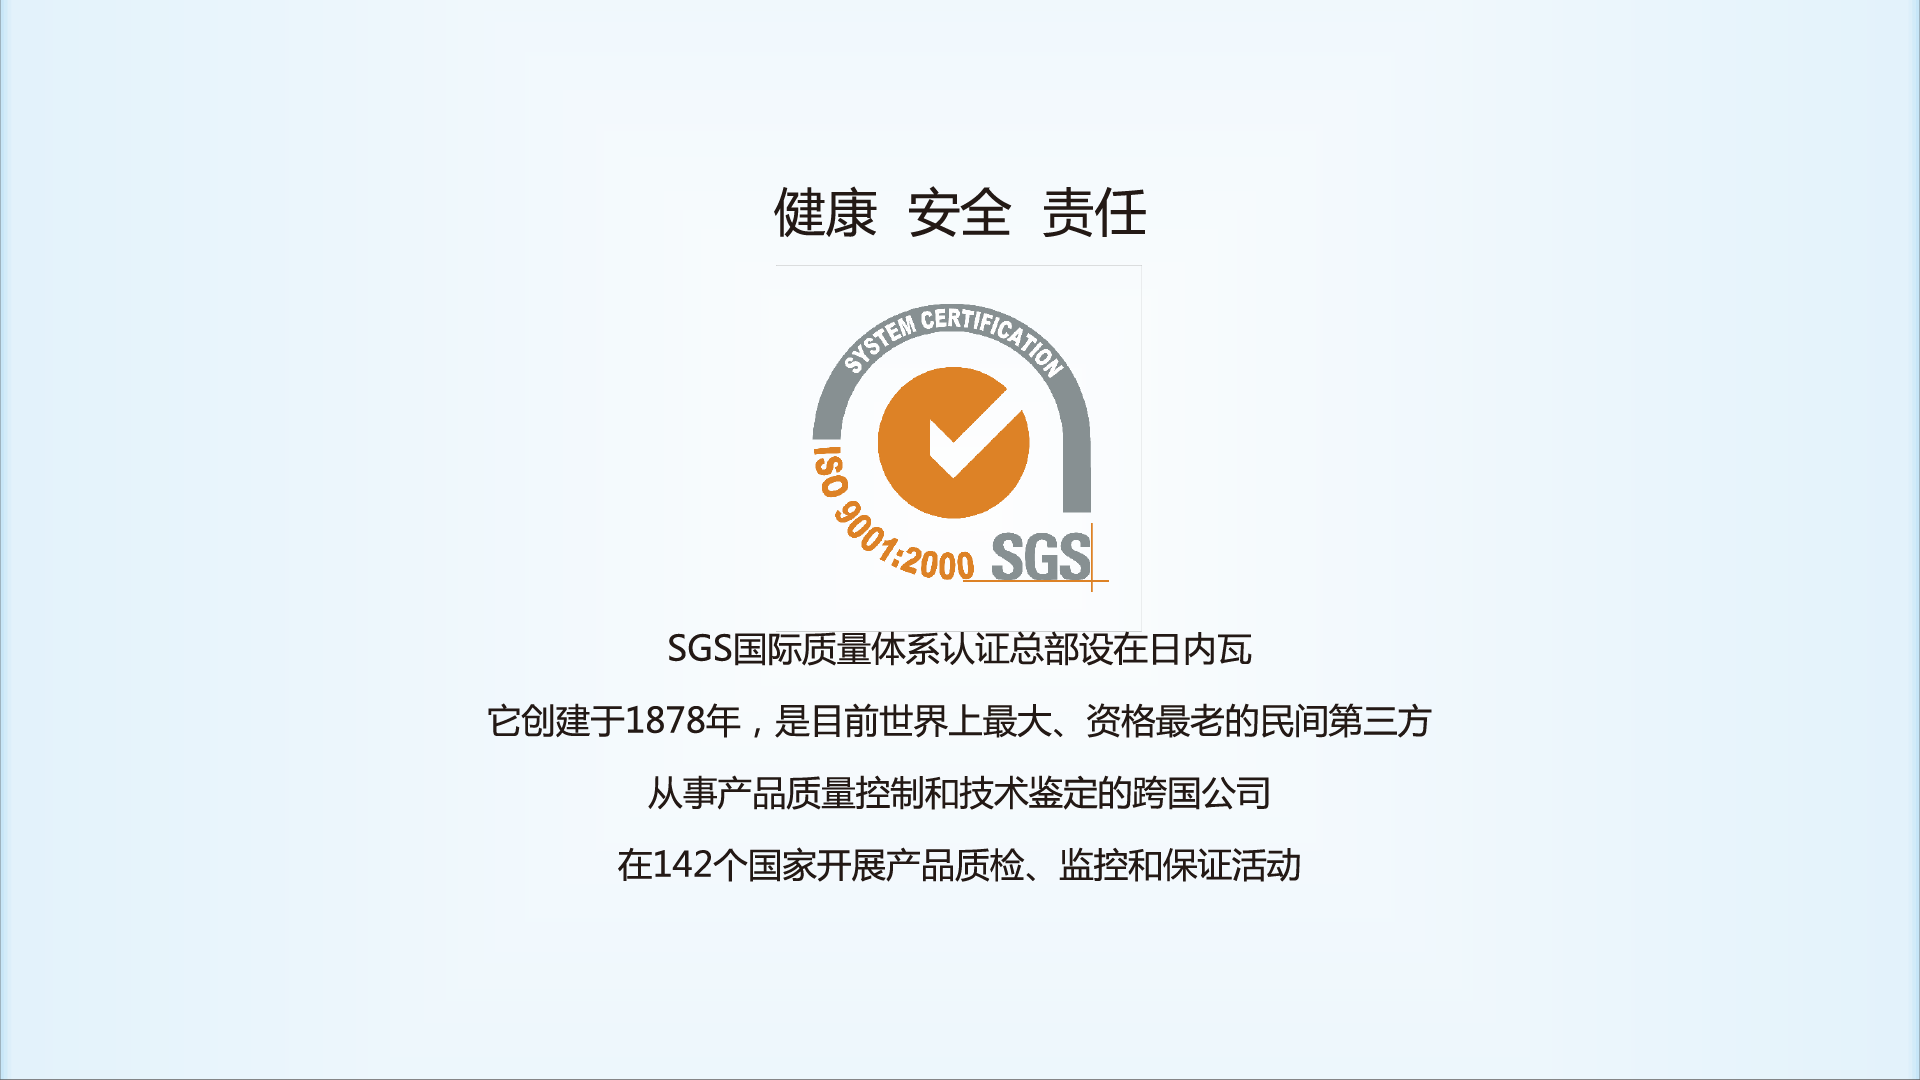 健康 安全 责任
SYSTEM CERTIFICATION
ISO 9001:2000
SGS
SGS国际质量体系认证总部设在日内瓦
它创建于1878年，是目前世界上最大、资格最老的民间第三方
从事产品质量控制和技术鉴定的跨国公司
在142个国家开展产品质检、监控和保证活动